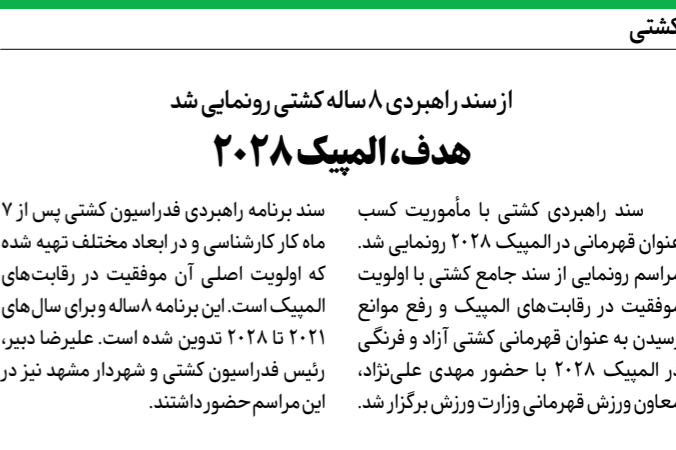 کشتی
از سند راهبردی ۸ ساله کشتی رونمایی شد
هدف، المپیک ۲۰۲۸
سند راهبردی کشتی با مأموریت کسب
عنوان قهرمانی در المپیک ۲۰۲۸ رونمایی شد.
مراسم رونمایی از سند جامع کشتی با اولویت
موفقیت در رقابت‌های المپیک و رفع موانع
رسیدن به عنوان قهرمانی کشتی آزاد و فرنگی
در المپیک ۲۰۲۸ با حضور مهدی علی‌نژاد،
معاون ورزش قهرمانی وزارت ورزش برگزار شد.
سند برنامه راهبردی فدراسیون کشتی پس از ۷
ماه کار کارشناسی و در ابعاد مختلف تهیه شده
که اولویت اصلی آن موفقیت در رقابت‌های
المپیک است. این برنامه ۸ ساله و برای سال‌های
۲۰۲۱ تا ۲۰۲۸ تدوین شده است. علیرضا دبیر،
رئیس فدراسیون کشتی و شهردار مشهد نیز در
این مراسم حضور داشتند.